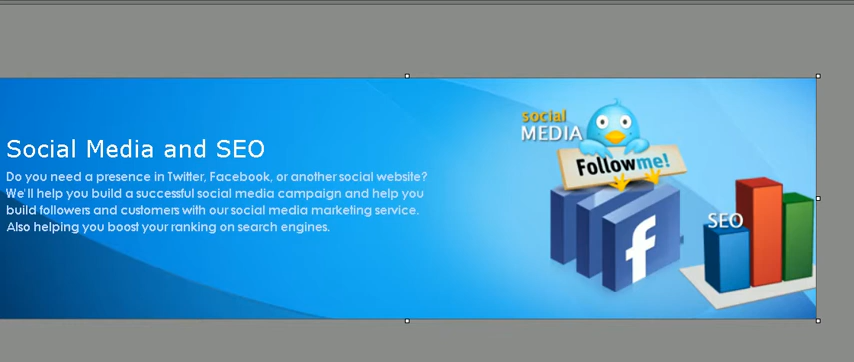 Social Media and SEO
Do you need a presence in Twitter, Facebook, or another social website?
We'll help you build a successful social media campaign and help you
build followers and customers with our social media marketing service.
Also helping you boost your ranking on search engines.
social
MEDIA
Followme!
f
SEO